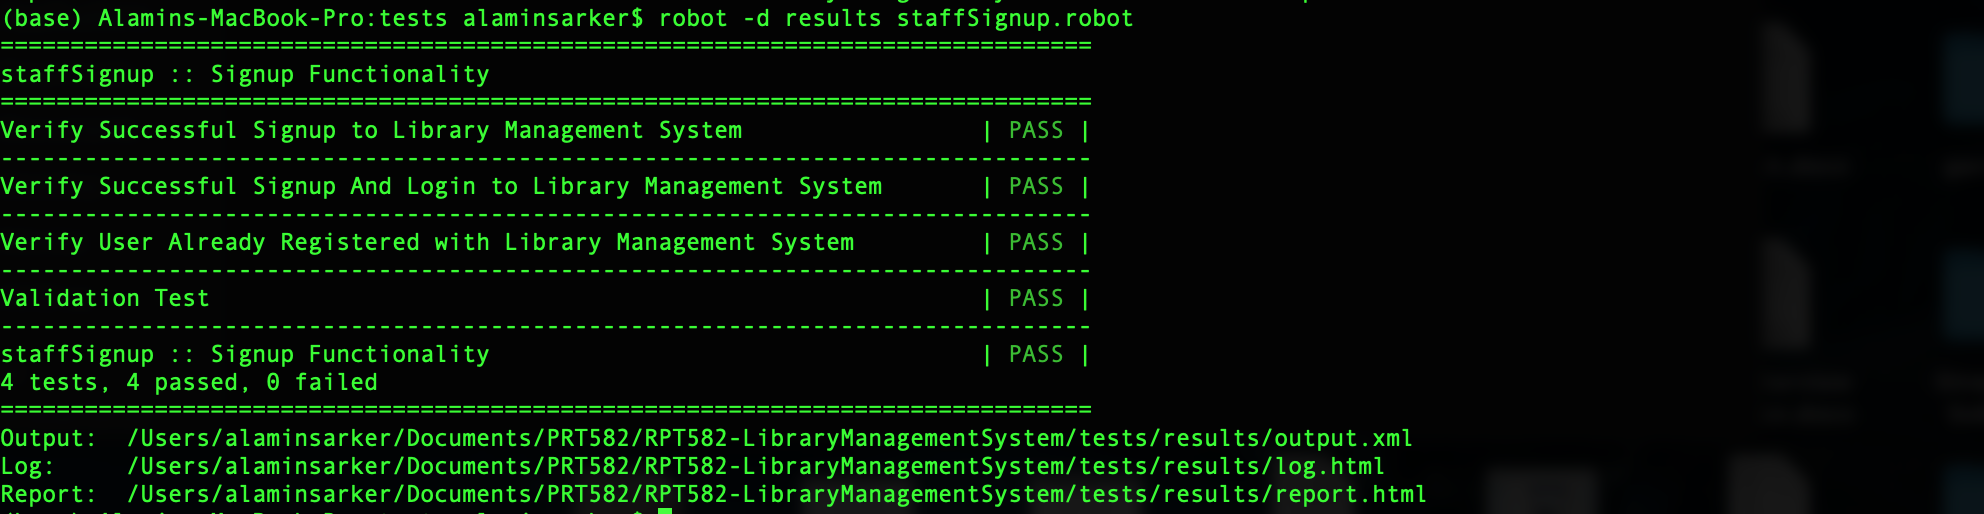 (base) Alamins-MacBook-Pro:tests alaminsarker$ robot -d results staffSignup.robot
==============================================================================
staffSignup :: Signup Functionality
==============================================================================
Verify Successful Signup to Library Management System                 | PASS |
------------------------------------------------------------------------------
Verify Successful Signup And Login to Library Management System       | PASS |
------------------------------------------------------------------------------
Verify User Already Registered with Library Management System         | PASS |
------------------------------------------------------------------------------
Validation Test                                                       | PASS |
------------------------------------------------------------------------------
staffSignup :: Signup Functionality                                   | PASS |
4 tests, 4 passed, 0 failed
==============================================================================
Output:  /Users/alaminsarker/Documents/PRT582/RPT582-LibraryManagementSystem/tests/results/output.xml
Log:     /Users/alaminsarker/Documents/PRT582/RPT582-LibraryManagementSystem/tests/results/log.html
Report:  /Users/alaminsarker/Documents/PRT582/RPT582-LibraryManagementSystem/tests/results/report.html